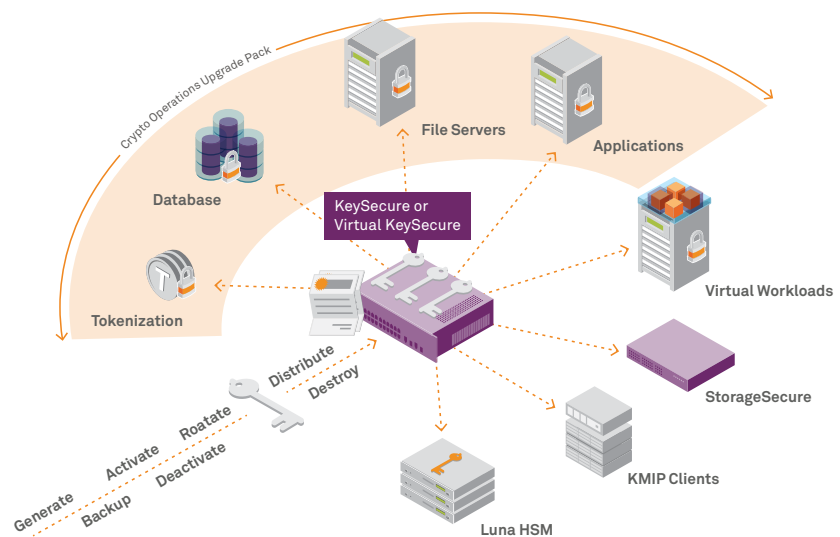 Crypto Operations Upgrade Pack
File Servers
Applications
Database
KeySecure or
Virtual KeySecure
Virtual Workloads
Tokenization
T
StorageSecure
KMIP Clients
Luna HSM
Generate
Activate
Roatate
Distribute
Backup
Deactivate
Destroy